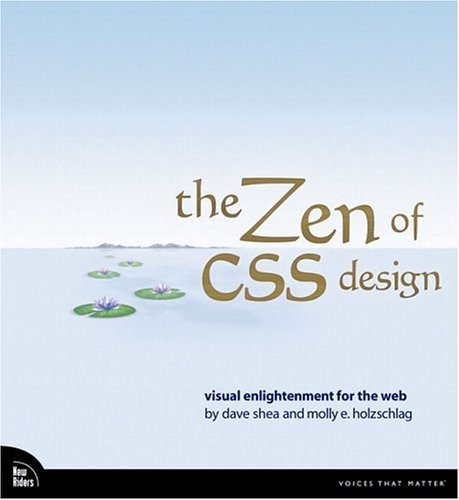 the Zen of
CSS design
visual enlightenment for the web
by dave shea and molly e. holzschlag
New
Riders
VOICES THAT MATTER™